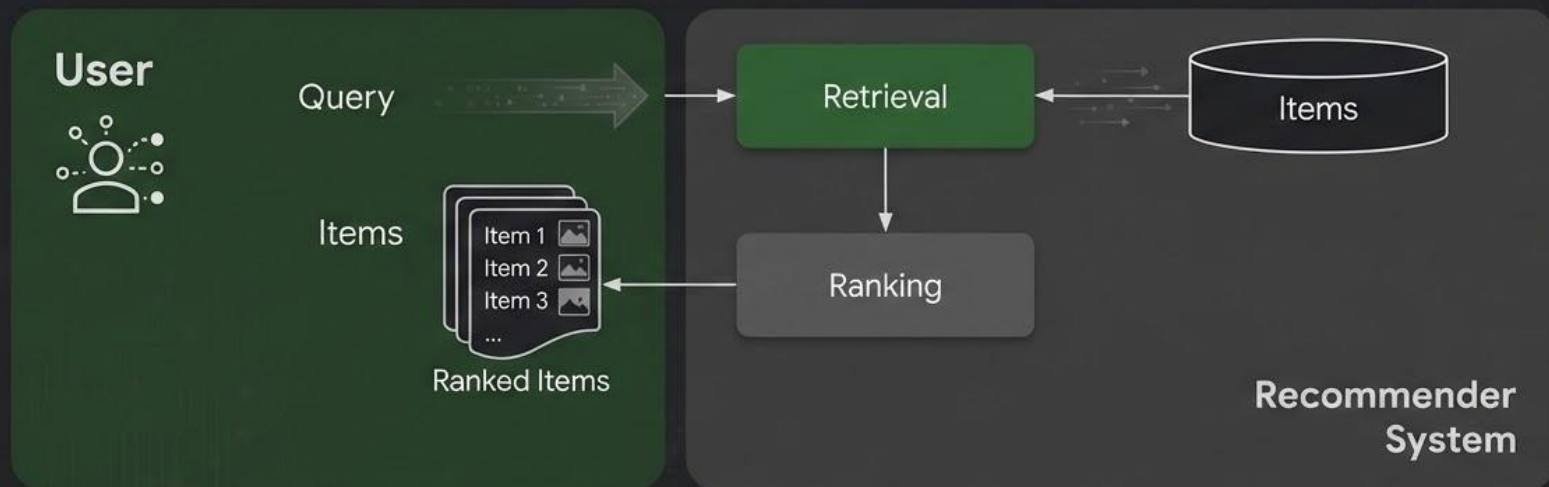 User
Query
Retrieval
Items
Items
Item 1
Item 2
Item 3
...
Ranked Items
Ranking
Recommender
System